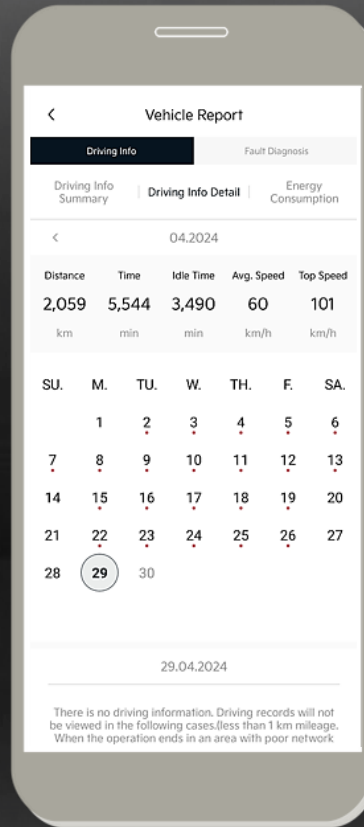 Vehicle Report
Driving Info Fault Diagnosis
Driving Info Summary Driving Info Detail Energy Consumption
04.2024
Distance Time Idle Time Avg. Speed Top Speed
2,059 5,544 3,490 60 101
km min min km/h km/h
SU. M. TU. W. TH. F. SA.
1 2 3 4 5 6
7 8 9 10 11 12 13
14 15 16 17 18 19 20
21 22 23 24 25 26 27
28 29 30
29.04.2024
There is no driving information. Driving records will not
be viewed in the following cases.(less than 1 km mileage.
When the operation ends in an area with poor network